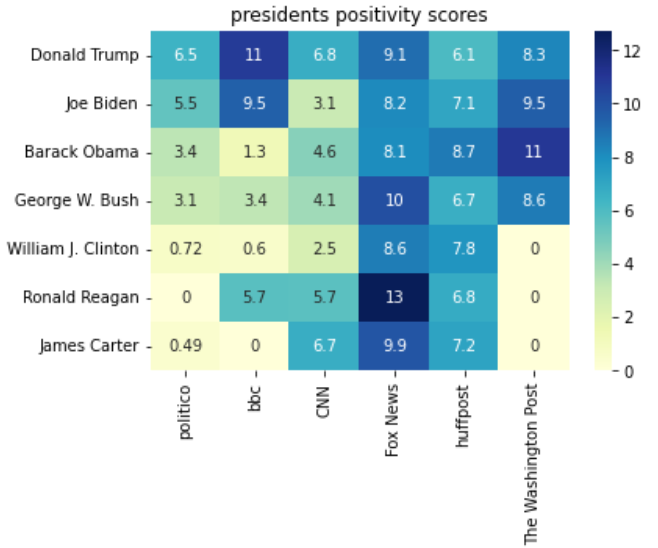 presidents positivity scores
Donald Trump 6.5 11 6.8 9.1 6.1 8.3
Joe Biden 5.5 9.5 3.1 8.2 7.1 9.5
Barack Obama 3.4 1.3 4.6 8.1 8.7 11
George W. Bush 3.1 3.4 4.1 10 6.7 8.6
William J. Clinton 0.72 0.6 2.5 8.6 7.8 0
Ronald Reagan 0 5.7 5.7 13 6.8 0
James Carter 0.49 0 6.7 9.9 7.2 0
politico bbc CNN Fox News huffpost The Washington Post
12
10
8
6
4
2
0